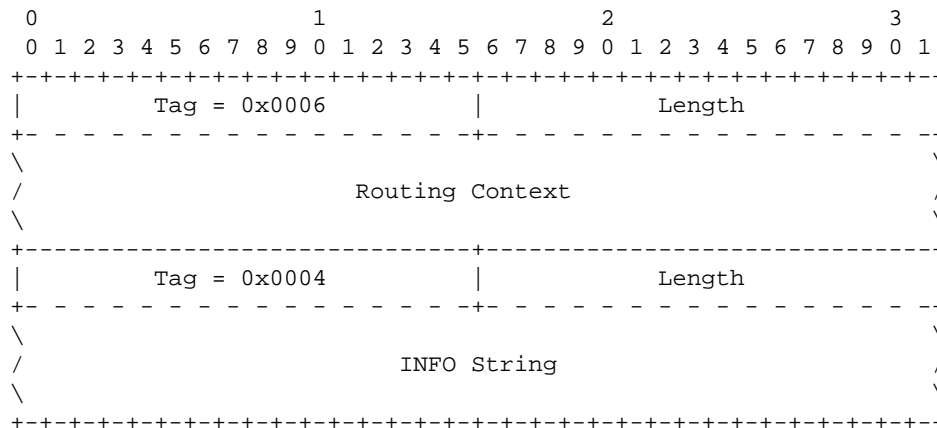 0                   1                   2                   3
 0 1 2 3 4 5 6 7 8 9 0 1 2 3 4 5 6 7 8 9 0 1 2 3 4 5 6 7 8 9 0 1
+-+-+-+-+-+-+-+-+-+-+-+-+-+-+-+-+-+-+-+-+-+-+-+-+-+-+-+-+-+-+-+--
|         Tag = 0x0006          |            Length
+- - - - - - - - - - - - - - - -+- - - - - - - - - - - - - - - --
\                                                               \
/                       Routing Context                         /
\                                                               \
+-------------------------------+--------------------------------
|         Tag = 0x0004          |            Length
+- - - - - - - - - - - - - - - -+- - - - - - - - - - - - - - - --
\                                                               \
/                          INFO String                          /
\                                                               \
+-+-+-+-+-+-+-+-+-+-+-+-+-+-+-+-+-+-+-+-+-+-+-+-+-+-+-+-+-+-+-+--